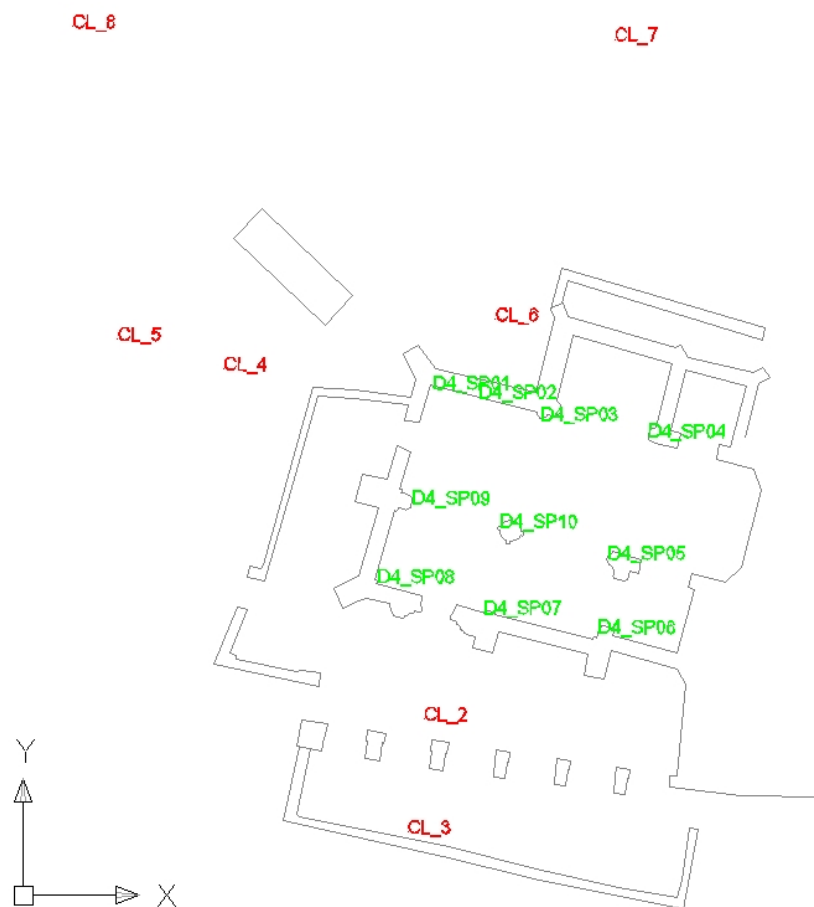 CL_8
CL_7
CL_6
CL_5
CL_4
D4_SP01
D4_SP02
D4_SP03
D4_SP04
D4_SP09
D4_SP10
D4_SP05
D4_SP08
D4_SP07
D4_SP06
CL_2
Y
CL_3
X